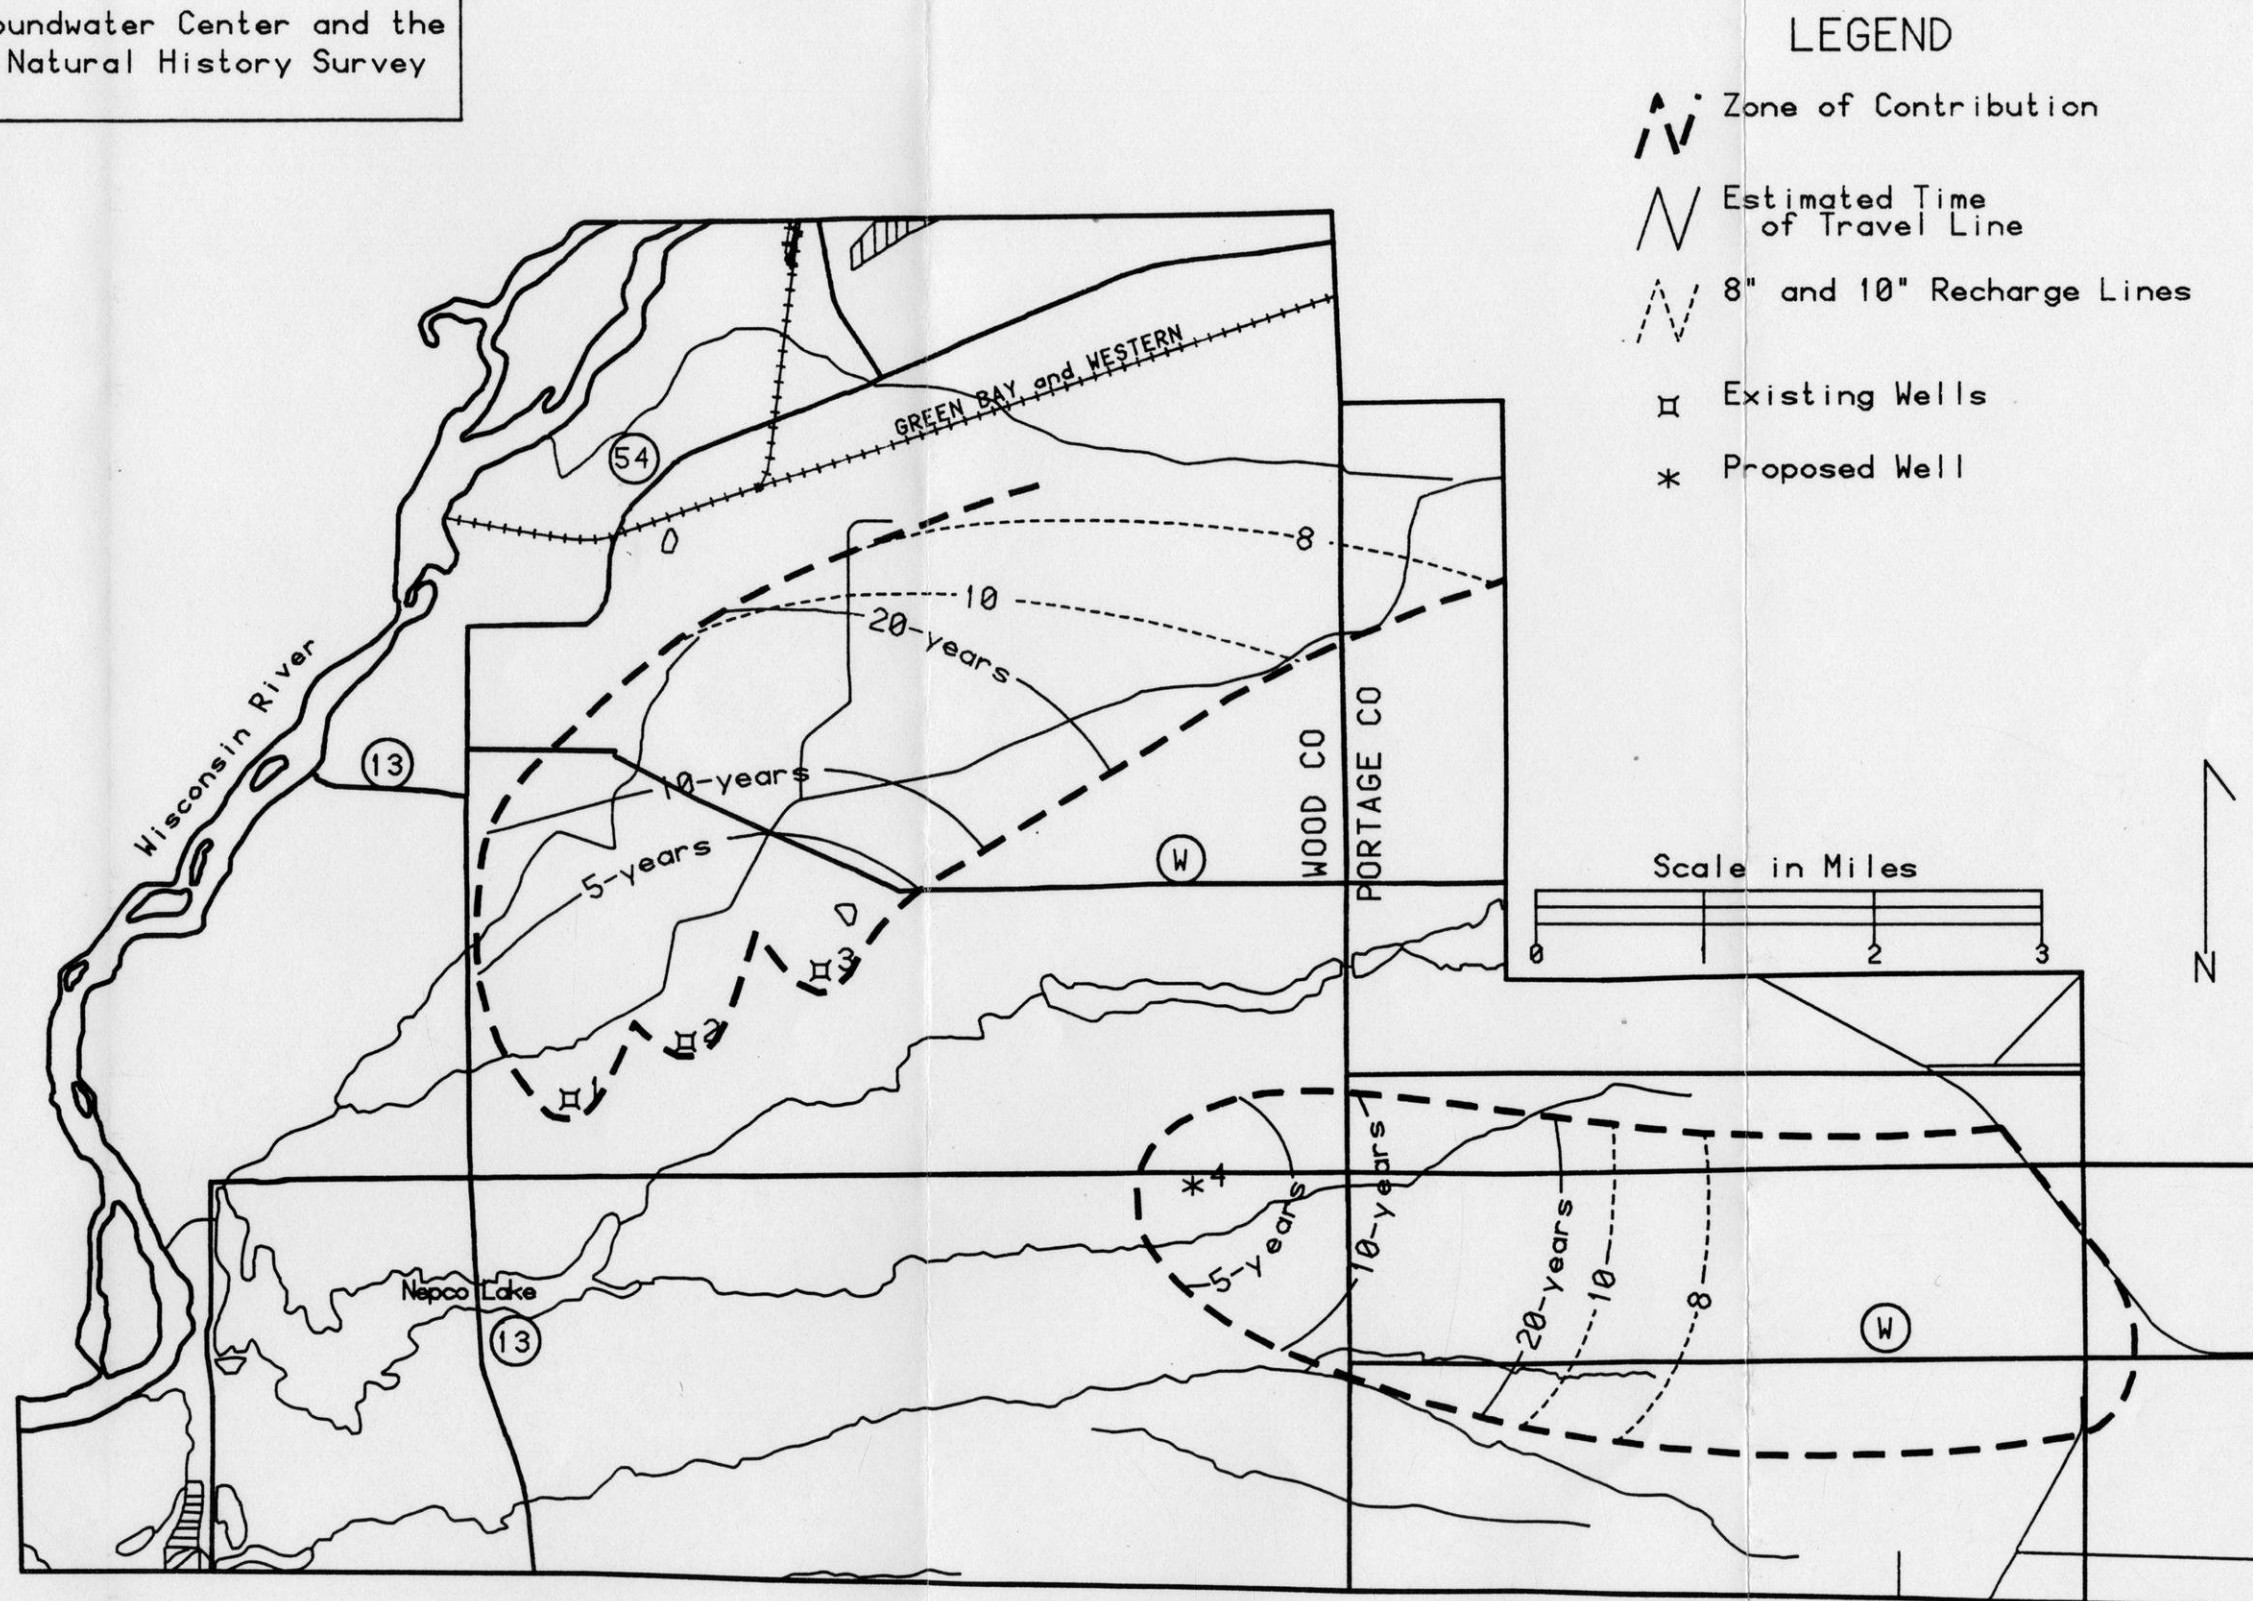 Groundwater Center and the
Natural History Survey
LEGEND
Zone of Contribution
Estimated Time
of Travel Line
8" and 10" Recharge Lines
Existing Wells
Proposed Well
GREEN BAY and WESTERN
54
8
10
20-years
Wisconsin River
13
10-years
5-years
WOOD CO
PORTAGE CO
W
Scale in Miles
0 2 3
N
3
2
1
4
5-years
10-years
20-years
10
8
W
Nepco Lake
13